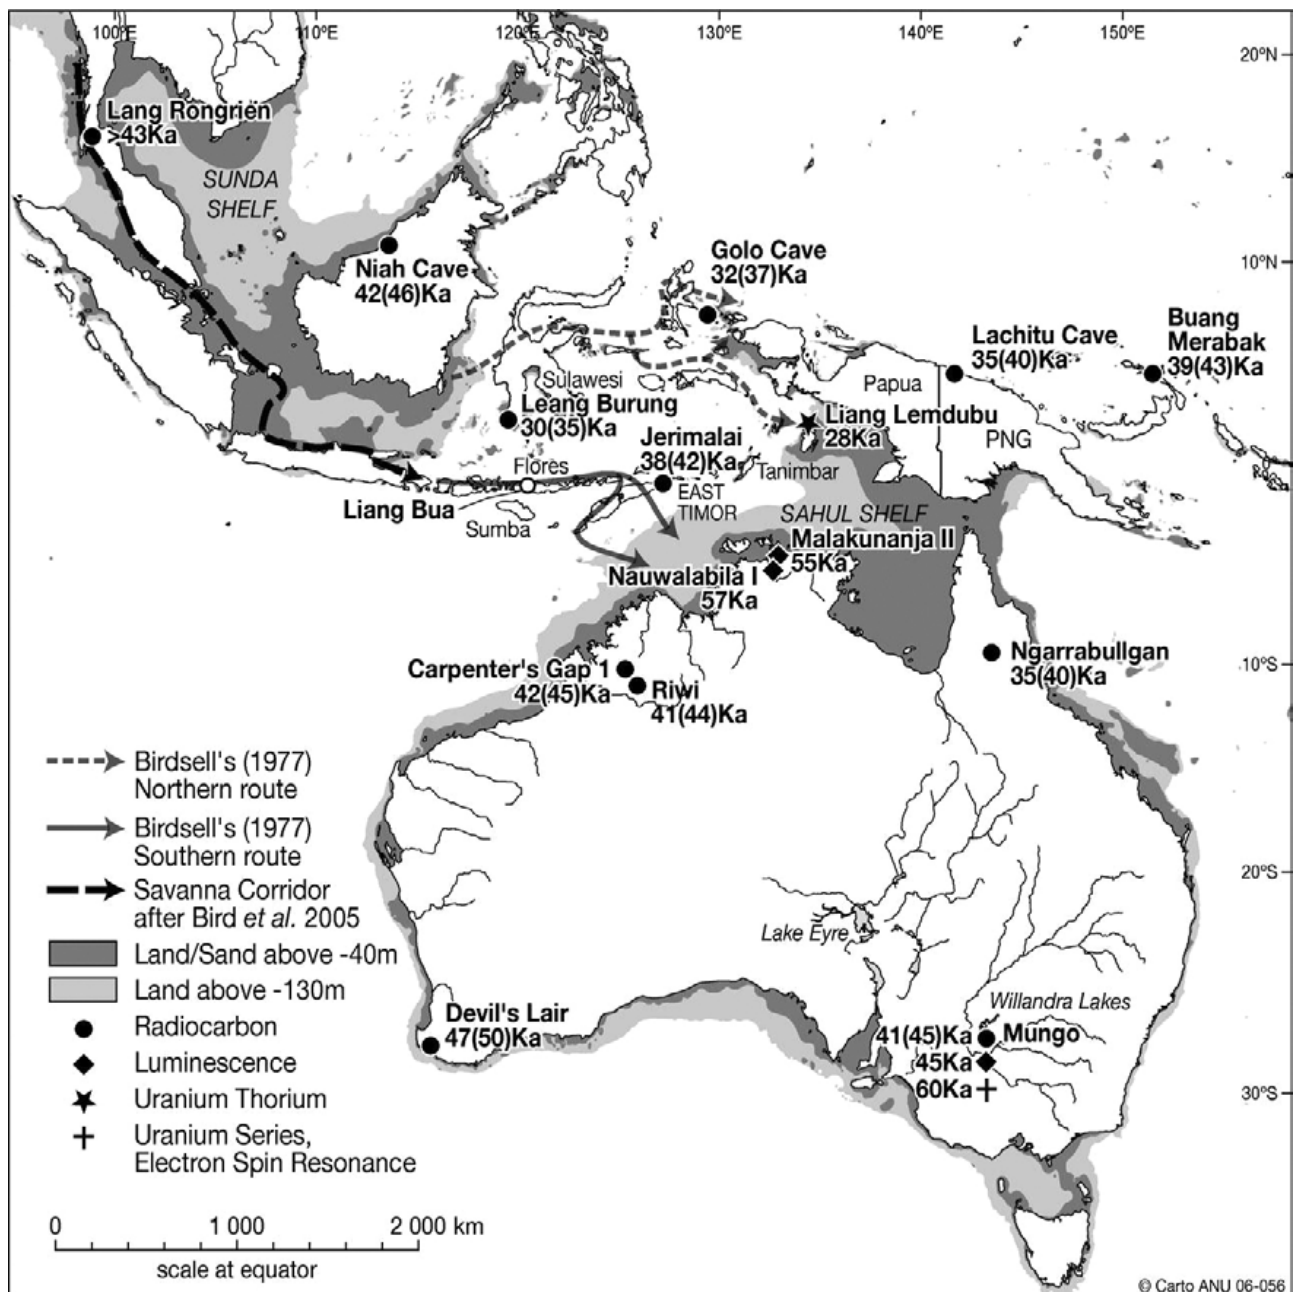 100°E
110°E
120°E
130°E
140°E
150°E
20°N
Lang Rongrien
>43Ka
SUNDA
SHELF
Niah Cave
42(46)Ka
Golo Cave
32(37)Ka
10°N
Lachitu Cave
35(40)Ka
Buang
Merabak
39(43)Ka
Sulawesi
Papua
Leang Burung
30(35)Ka
Liang Lemdubu
28Ka
PNG
Jerimalai
38(42)Ka
Tanimbar
Flores
EAST
TIMOR
Liang Bua
Sumba
SAHUL SHELF
Malakunanja II
55Ka
Nauwalabila I
57Ka
Carpenter's Gap 1
42(45)Ka
Riwi
41(44)Ka
Ngarrabullgan
35(40)Ka
10°S
Birdsell's (1977)
Northern route
Birdsell's (1977)
Southern route
Savanna Corridor
after Bird et al. 2005
Land/Sand above -40m
Land above -130m
Radiocarbon
Luminescence
Uranium Thorium
Uranium Series,
Electron Spin Resonance
20°S
Lake Eyre
Willandra Lakes
Devil's Lair
47(50)Ka
41(45)Ka
Mungo
45Ka
60Ka
30°S
0
1 000
2 000 km
scale at equator
© Carto ANU 06-056